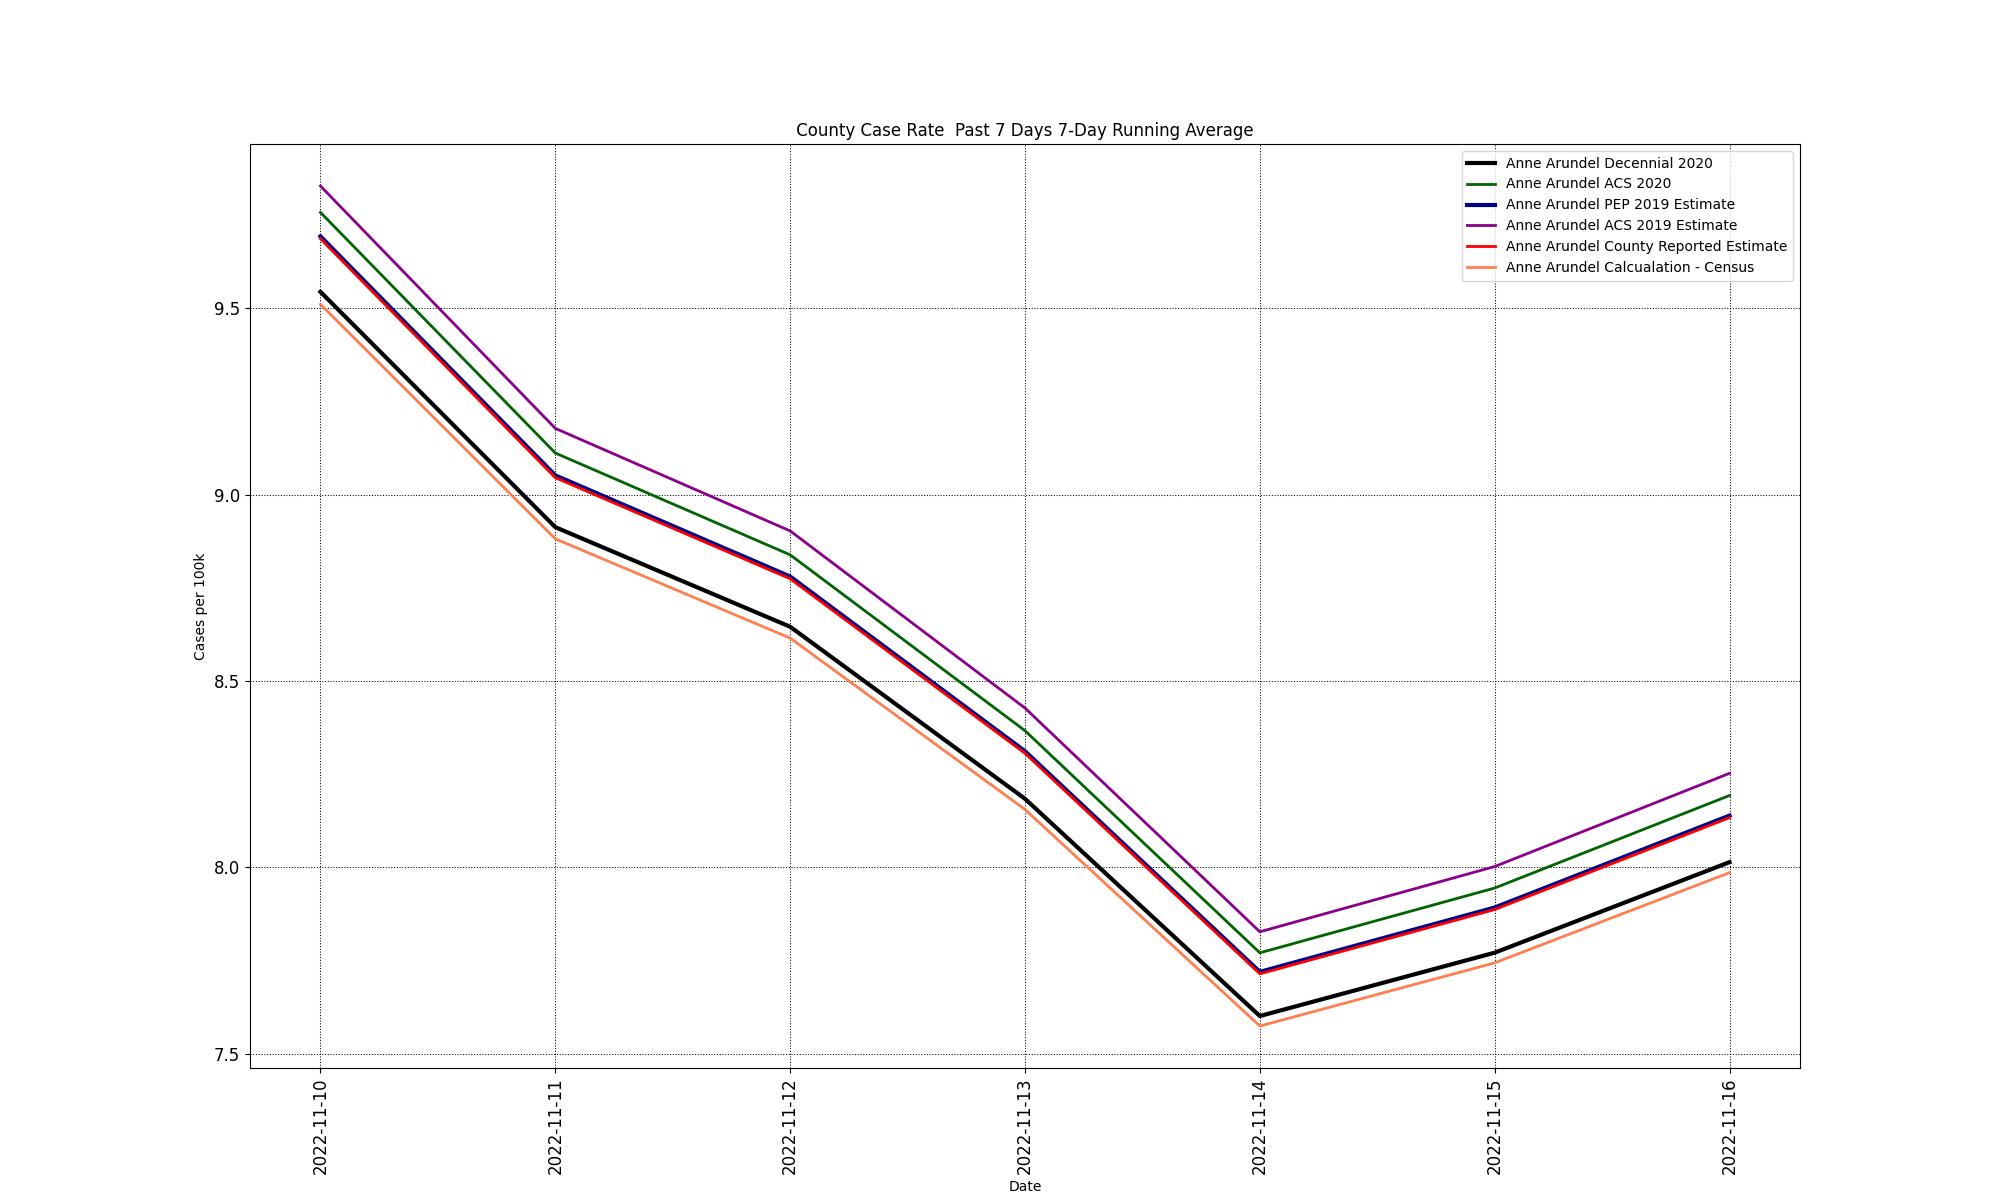 County Case Rate  Past 7 Days 7-Day Running Average
Anne Arundel Decennial 2020
Anne Arundel ACS 2020
Anne Arundel PEP 2019 Estimate
Anne Arundel ACS 2019 Estimate
Anne Arundel County Reported Estimate
Anne Arundel Calcualation - Census
Cases per 100k
9.5
9.0
8.5
8.0
7.5
2022-11-10
2022-11-11
2022-11-12
2022-11-13
2022-11-14
2022-11-15
2022-11-16
Date